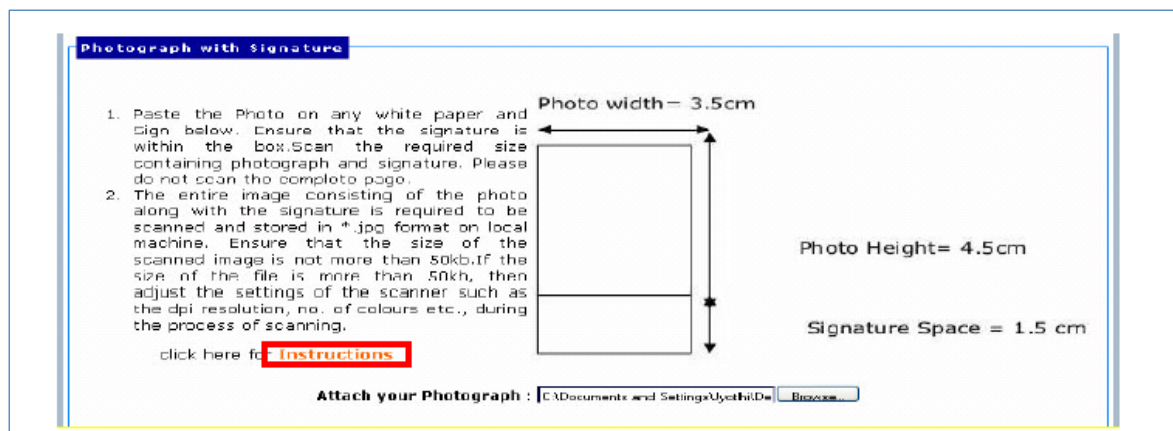 Photograph with Signature
Photo width= 3.5cm
1. Paste the Photo on any white paper and
Sign below. Ensure that the signature is
within the box.Scan the required size
containing photograph and signature. Please
do not scan the complete page.
2. The entire image consisting of the photo
along with the signature is required to be
scanned and stored in *.jpg format on local
machine. Ensure that the size of the
scanned image is not more than 50kb.If the
size of the file is more than 50kb, then
adjust the settings of the scanner such as
the dpi resolution, no. of colours etc., during
the process of scanning.
Photo Height= 4.5cm
Signature Space = 1.5 cm
click here for Instructions
Attach your Photograph : C:\Documents and Settings\ Browse...